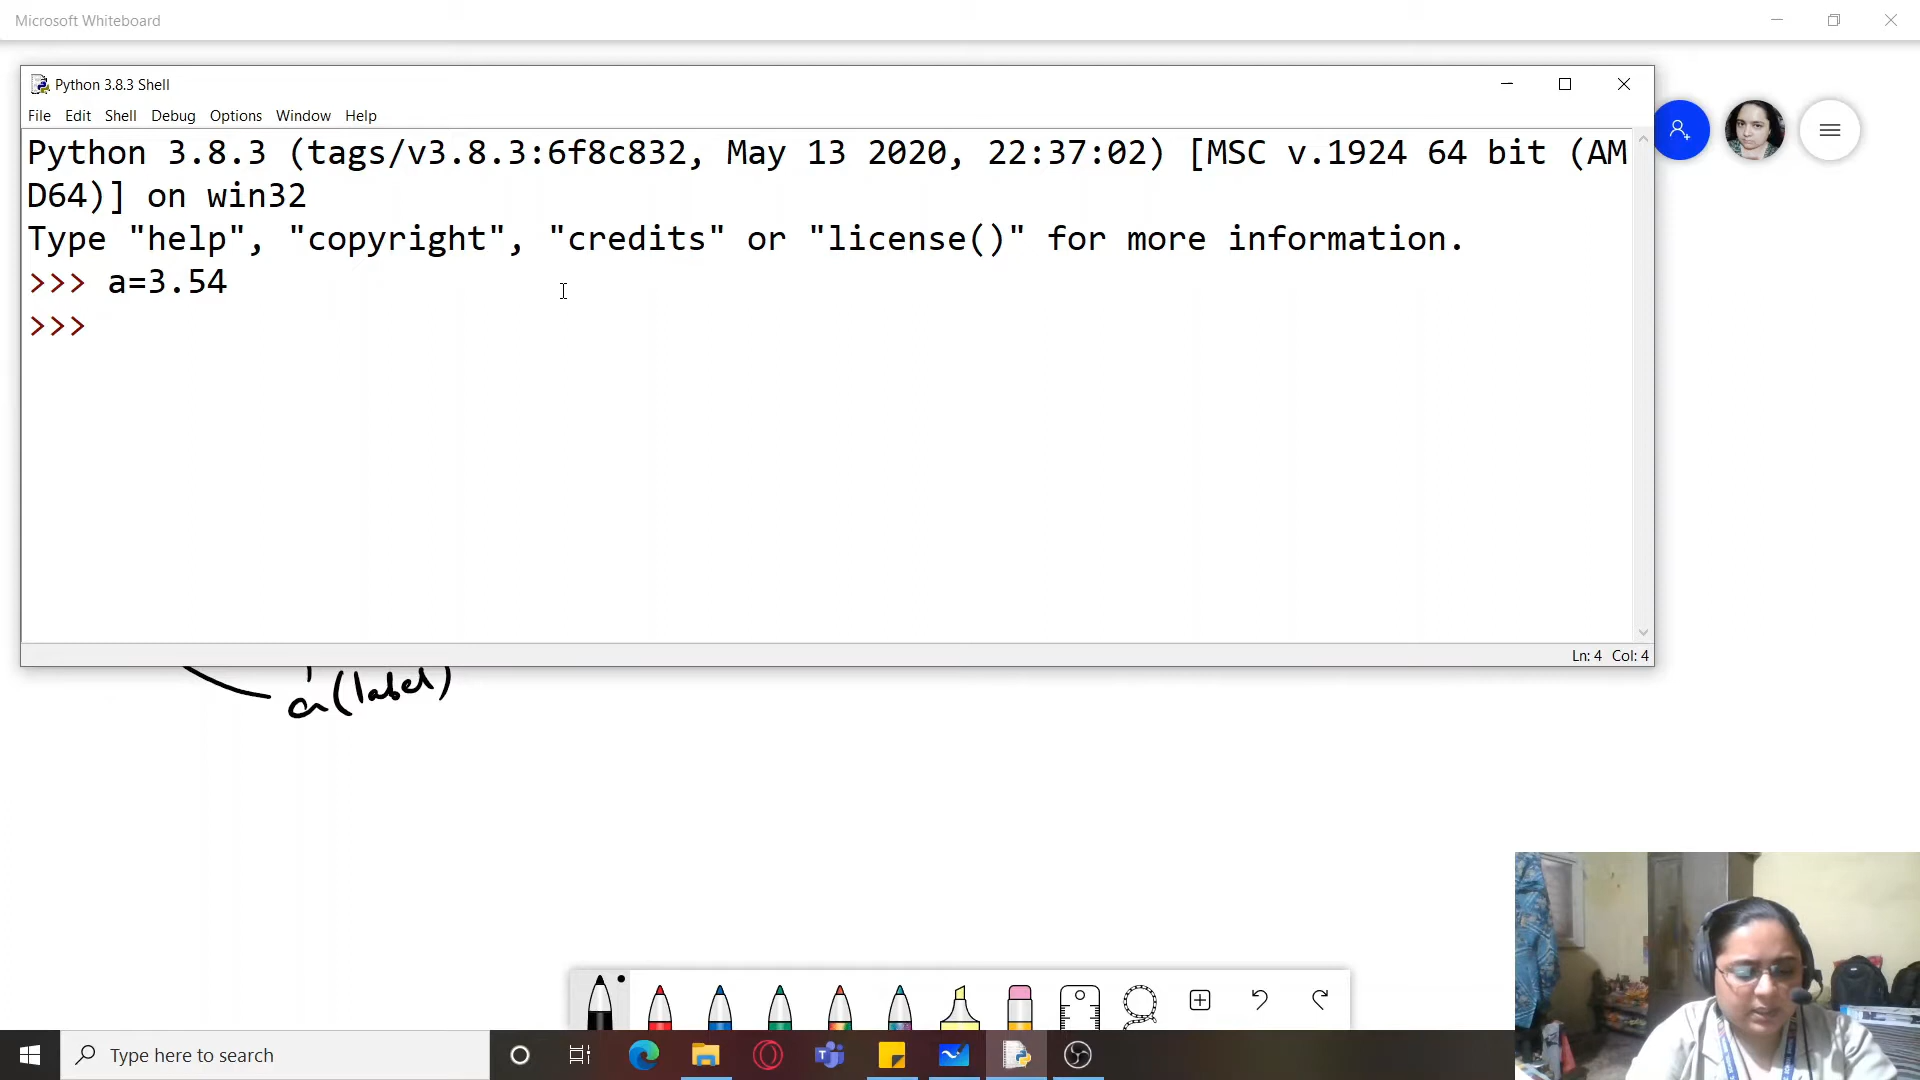 Microsoft Whiteboard
Python 3.8.3 Shell
File Edit Shell Debug Options Window Help
Python 3.8.3 (tags/v3.8.3:6f8c832, May 13 2020, 22:37:02) [MSC v.1924 64 bit (AM
D64)] on win32
Type "help", "copyright", "credits" or "license()" for more information.
>>> a=3.54
>>>
Ln: 4 Col: 4
a(label)
Type here to search